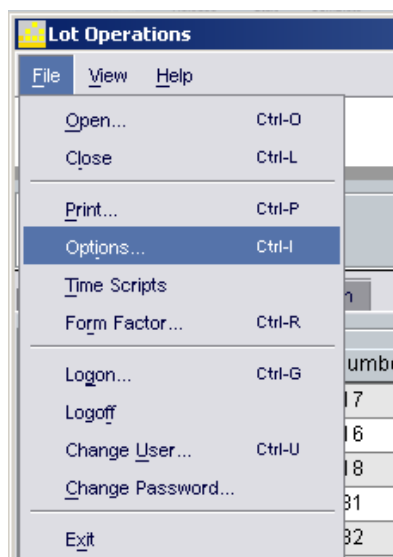 Lot Operations
File View Help
Open... Ctrl-O
Close Ctrl-L
Print... Ctrl-P
Options... Ctrl-I
Time Scripts
Form Factor... Ctrl-R
Logon... Ctrl-G
Logoff
Change User... Ctrl-U
Change Password...
Exit
17
16
18
31
32